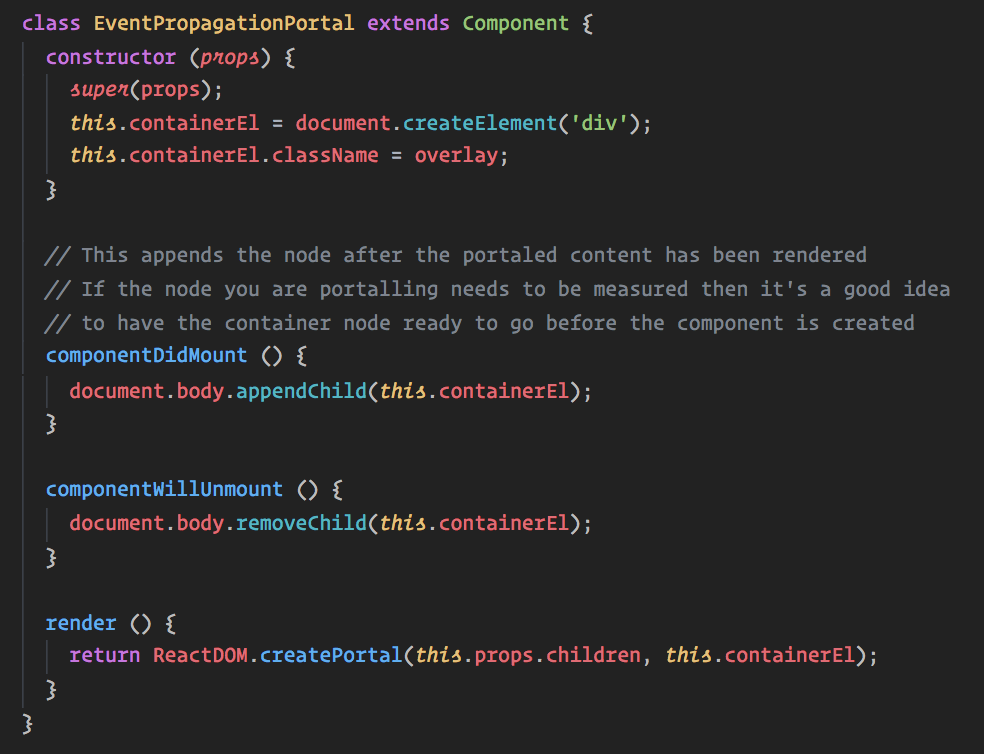 class EventPropagationPortal extends Component {
  constructor (props) {
    super(props);
    this.containerEl = document.createElement('div');
    this.containerEl.className = overlay;
  }

  // This appends the node after the portaled content has been rendered
  // If the node you are portalling needs to be measured then it's a good idea
  // to have the container node ready to go before the component is created
  componentDidMount () {
    document.body.appendChild(this.containerEl);
  }

  componentWillUnmount () {
    document.body.removeChild(this.containerEl);
  }

  render () {
    return ReactDOM.createPortal(this.props.children, this.containerEl);
  }
}